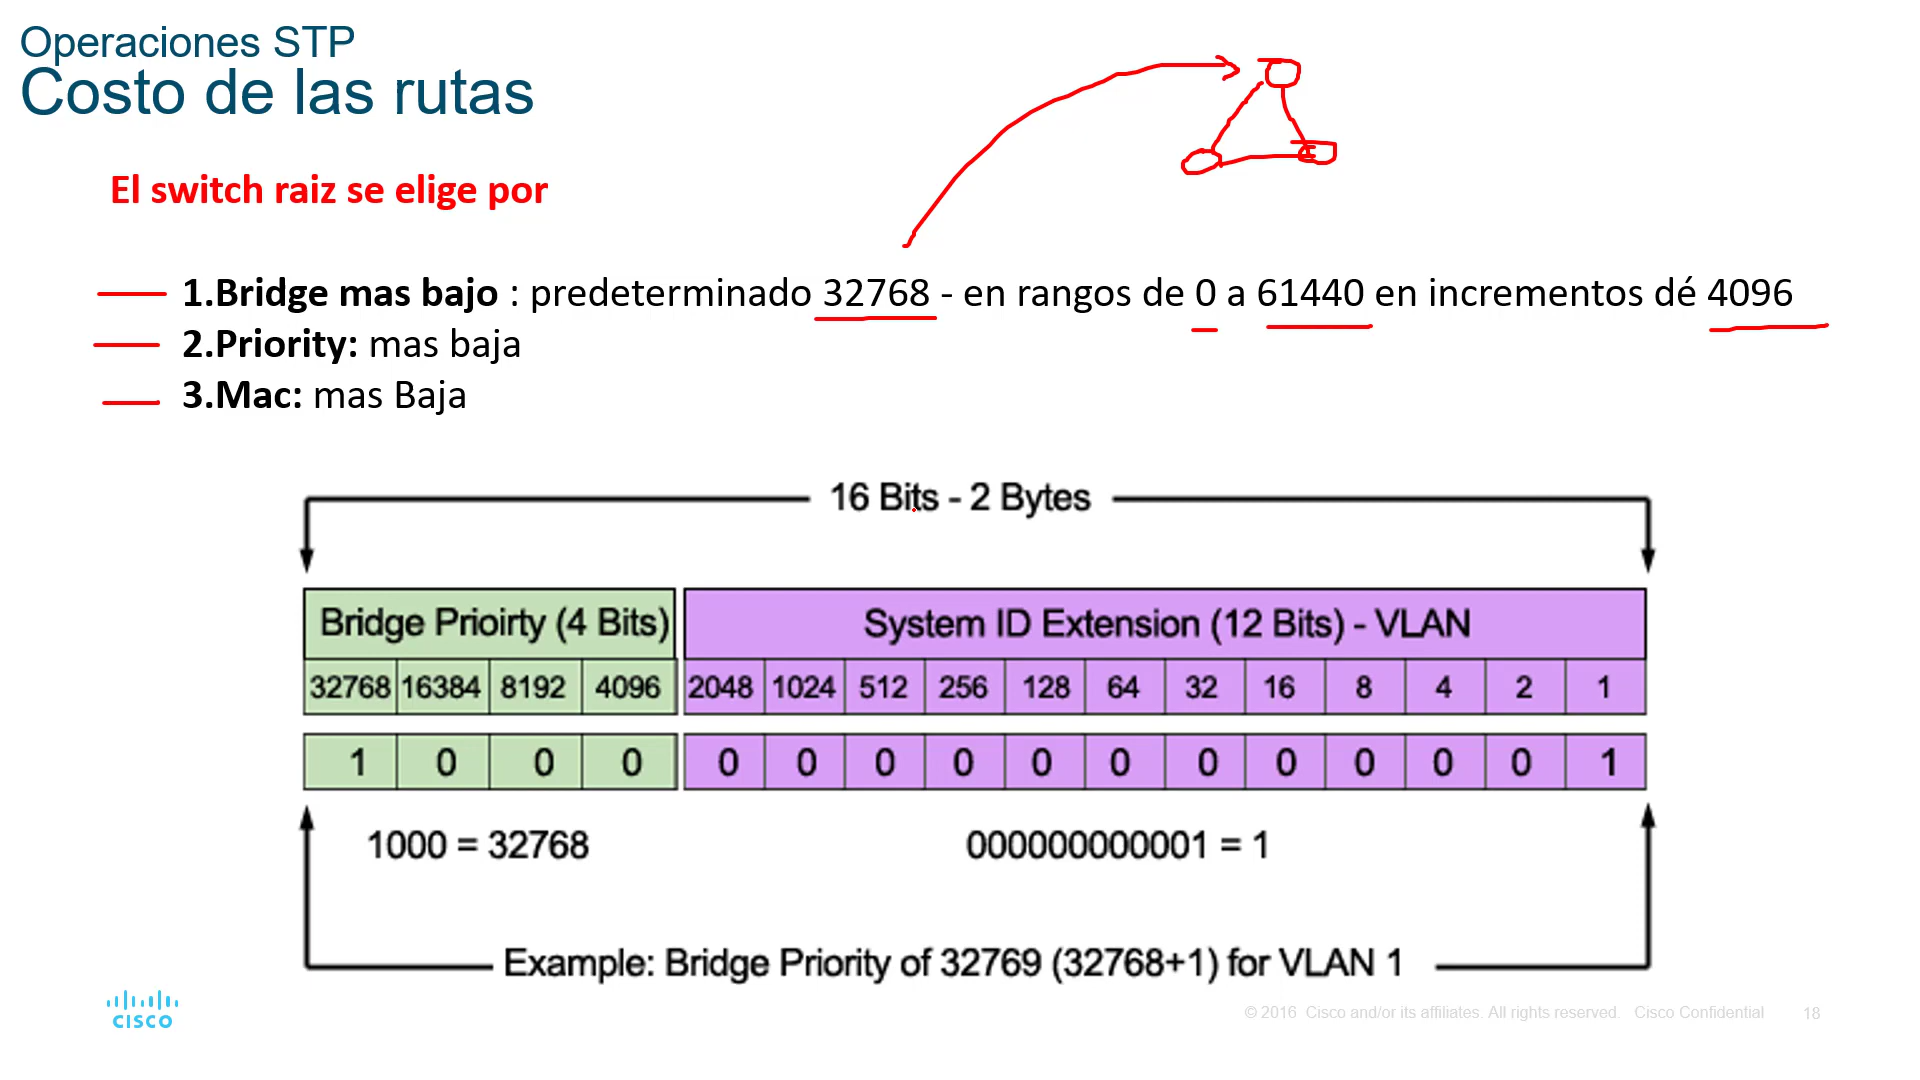 Operaciones STP
Costo de las rutas
El switch raiz se elige por
1.Bridge mas bajo : predeterminado 32768 - en rangos de 0 a 61440 en incrementos dé 4096
2.Priority: mas baja
3.Mac: mas Baja
16 Bits - 2 Bytes
Bridge Prioirty (4 Bits) System ID Extension (12 Bits) - VLAN
32768 16384 8192 4096 2048 1024 512 256 128 64 32 16 8 4 2 1
1 0 0 0 0 0 0 0 0 0 0 0 0 0 0 1
1000 = 32768 000000000001 = 1
Example: Bridge Priority of 32769 (32768+1) for VLAN 1
CISCO
© 2016 Cisco and/or its affiliates. All rights reserved. Cisco Confidential 18